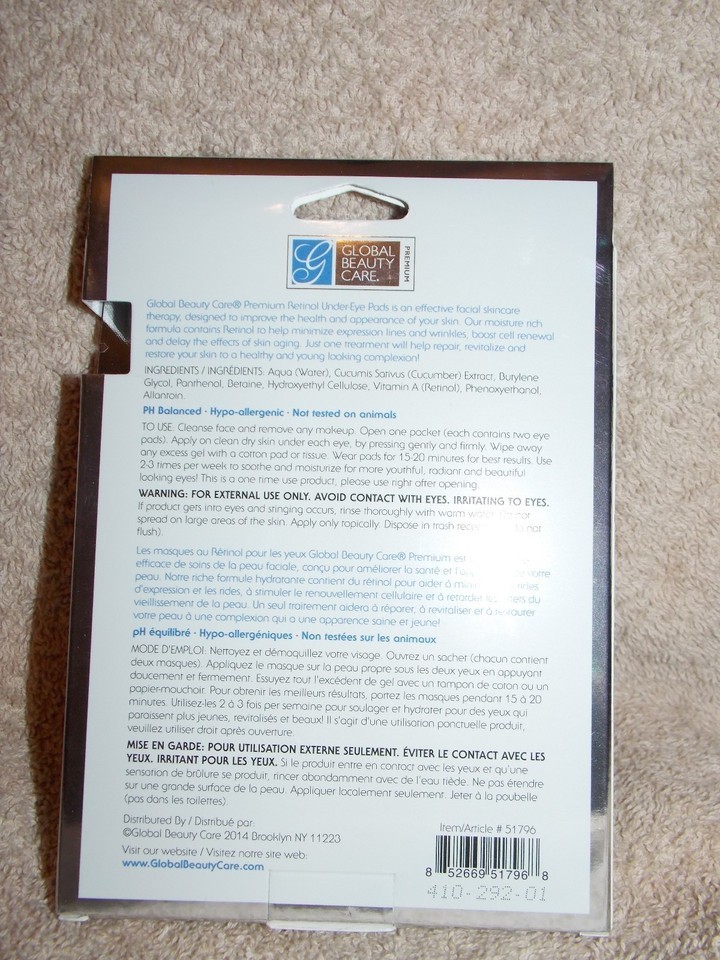 G GLOBAL
BEAUTY
CARE.
PREMIUM
Global Beauty Care® Premium Retinol Under-Eye Pads is an effective facial skincare
therapy, designed to improve the health and appearance of your skin. Our moisture rich
formula contains Retinol to help minimize expression lines and wrinkles, boost cell renewal
and delay the effects of skin aging. Just one treatment will help repair, revitalize and
restore your skin to a healthy and young looking complexion!
INGREDIENTS / INGRÉDIENTS: Aqua (Water), Cucumis Sativus (Cucumber) Extract, Butylene
Glycol, Panthenol, Betaine, Hydroxyethyl Cellulose, Vitamin A (Retinol), Phenoxyethanol,
Allantoin.
PH Balanced · Hypo-allergenic · Not tested on animals
TO USE: Cleanse face and remove any makeup. Open one packet (each contains two eye
pads). Apply on clean dry skin under each eye, by pressing gently and firmly. Wipe away
any excess gel with a cotton pad or tissue. Wear pads for 15-20 minutes for best results. Use
2-3 times per week to soothe and moisturize for more youthful, radiant and beautiful
looking eyes! This is a one time use product, please use right after opening.
WARNING: FOR EXTERNAL USE ONLY. AVOID CONTACT WITH EYES. IRRITATING TO EYES.
If product gets into eyes and stinging occurs, rinse thoroughly with warm not
spread on large areas of the skin. Apply only topically. Dispose in trash not
flush).
Les masques au Rétinol pour les yeux Global Beauty Care® Premium est
efficace de soins de la peau faciale, conçu pour améliorer la santé et votre
peau. Notre riche formule hydratante contient du rétinol pour aider à
d'expression et les rides, à stimuler le renouvellement cellulaire et à retarder du
vieillissement de la peau. Un seul traitement aidera à réparer, à revitaliser et à restaurer
votre peau à une complexion qui a une apparence saine et jeune!
pH équilibré · Hypo-allergéniques · Non testées sur les animaux
MODE D'EMPLOI: Nettoyez et démaquillez votre visage. Ouvrez un sachet (chacun contient
deux masques). Appliquez le masque sur la peau propre sous les deux yeux en appuyant
doucement et fermement. Essuyez tout l'excédent de gel avec un tampon de coton ou un
papier-mouchoir. Pour obtenir les meilleurs résultats, portez les masques pendant 15 à 20
minutes. Utilisez-les 2 à 3 fois par semaine pour soulager et hydrater pour des yeux qui
paraissent plus jeunes, revitalisés et beaux! Il s'agit d'une utilisation ponctuelle produit,
veuillez utiliser droit après ouverture.
MISE EN GARDE: POUR UTILISATION EXTERNE SEULEMENT. ÉVITER LE CONTACT AVEC LES
YEUX. IRRITANT POUR LES YEUX. Si le produit entre en contact avec les yeux et qu'une
sensation de brûlure se produit, rincer abondamment avec de l'eau tiède. Ne pas étendre
sur une grande surface de la peau. Appliquer localement seulement. Jeter à la poubelle
(pas dans les toilettes).
Distributed By / Distribué par:
©Global Beauty Care 2014 Brooklyn NY 11223
Visit our website / Visitez notre site web:
www.GlobalBeautyCare.com
Item/Article # 51796
8 52669 51796 8
410-292-01